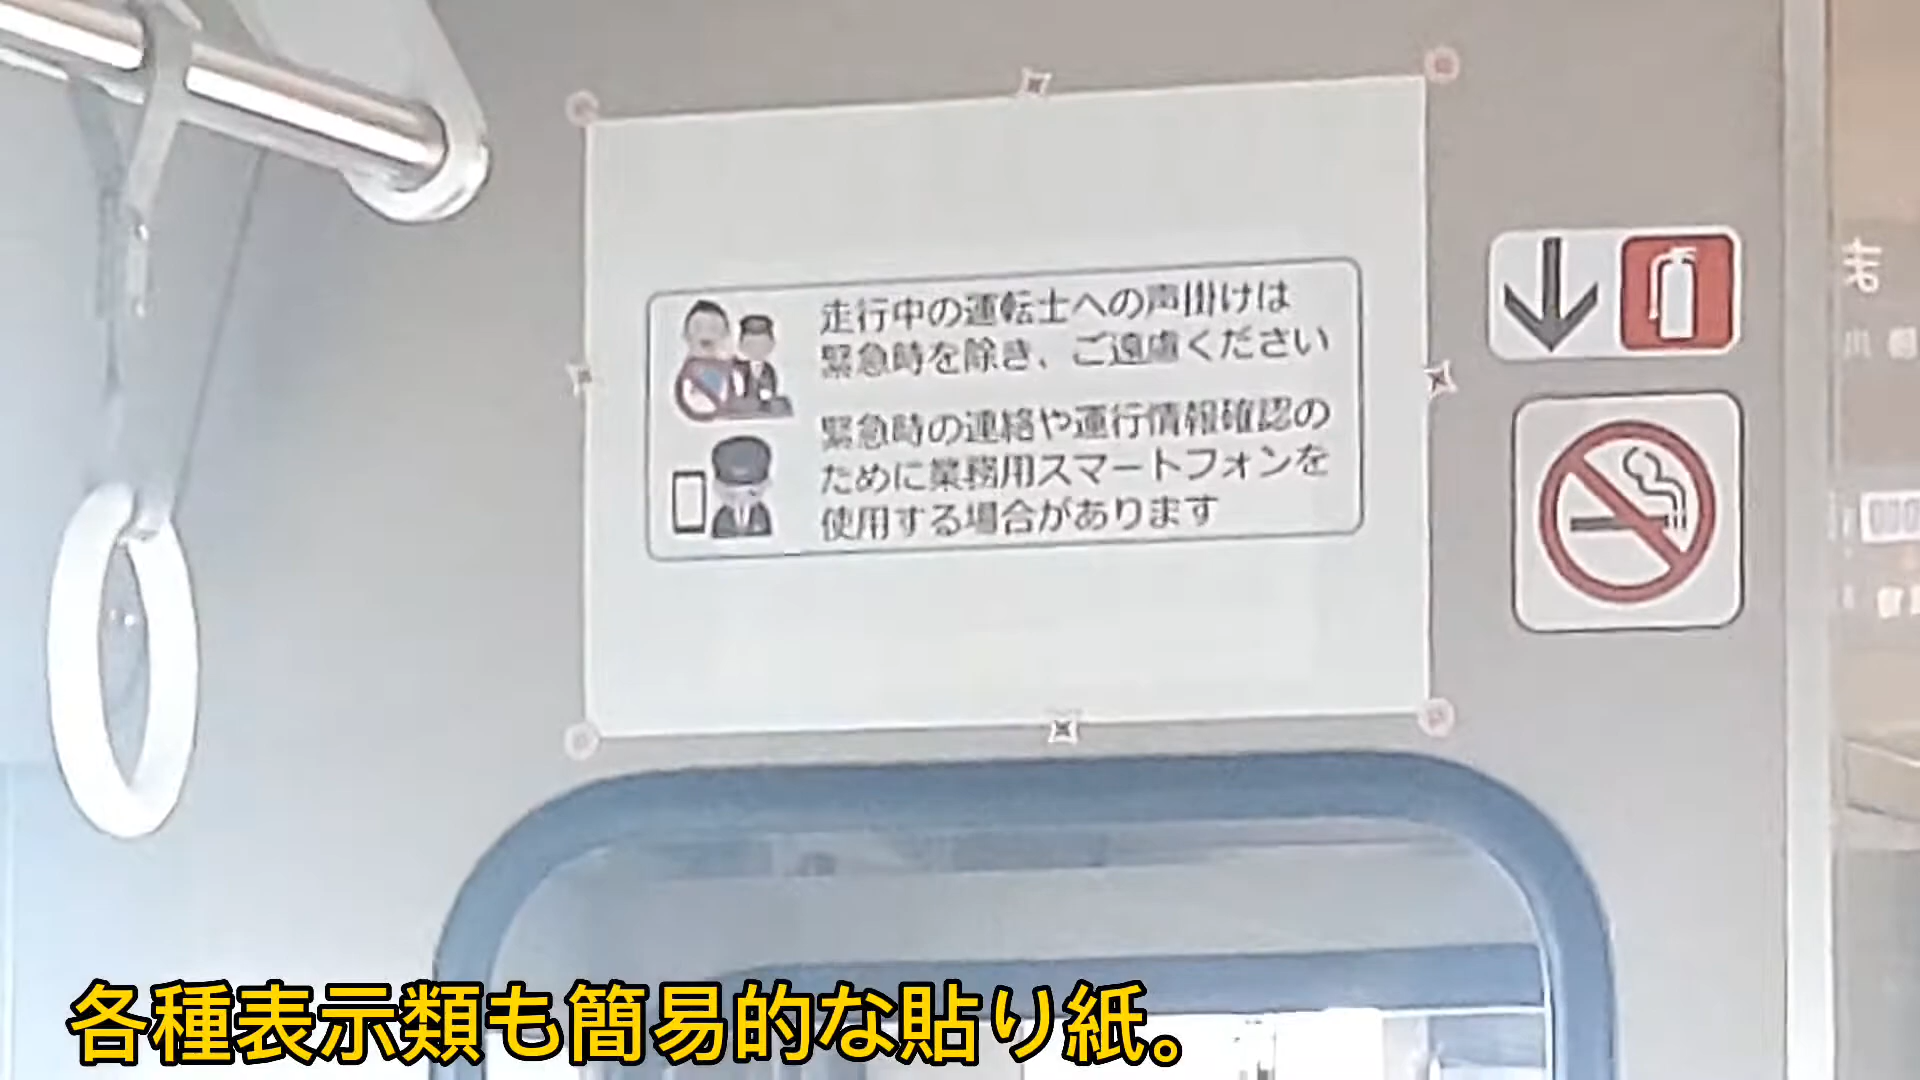 走行中の運転士への声掛けは
緊急時を除き、ご遠慮ください
緊急時の連絡や運行情報確認の
ために業務用スマートフォンを
使用する場合があります
各種表示類も簡易的な貼り紙。